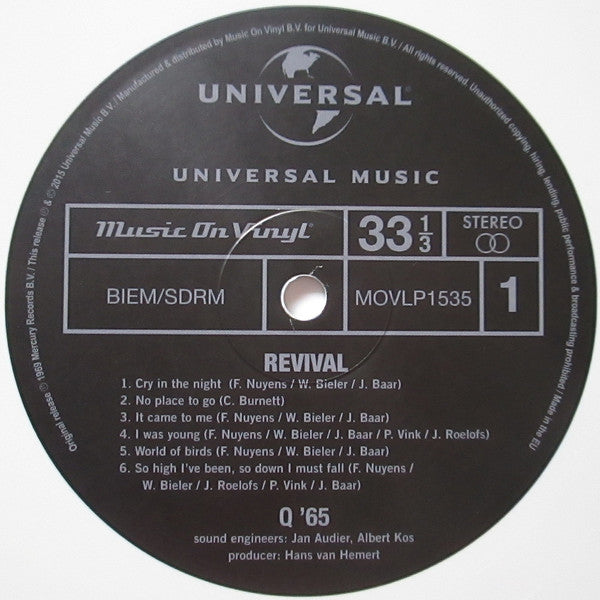 Original release ℗ 1969 Mercury Records B.V. / This release ℗ & © 2015 Universal Music B.V. / Manufactured & distributed by Music On Vinyl B.V. for Universal Music B.V. / All rights reserved. Unauthorized copying, hiring, lending, public performance & broadcasting prohibited / Made in the EU
UNIVERSAL
UNIVERSAL MUSIC
Music On Vinyl
33 1/3
STEREO
BIEM/SDRM
MOVLP1535
1
REVIVAL
1. Cry in the night (F. Nuyens / W. Bieler / J. Baar)
2. No place to go (C. Burnett)
3. It came to me (F. Nuyens / W. Bieler / J. Baar)
4. I was young (F. Nuyens / W. Bieler / J. Baar / P. Vink / J. Roelofs)
5. World of birds (F. Nuyens / W. Bieler / J. Baar)
6. So high I've been, so down I must fall (F. Nuyens /
W. Bieler / J. Roelofs / P. Vink / J. Baar)
Q '65
sound engineers: Jan Audier, Albert Kos
producer: Hans van Hemert